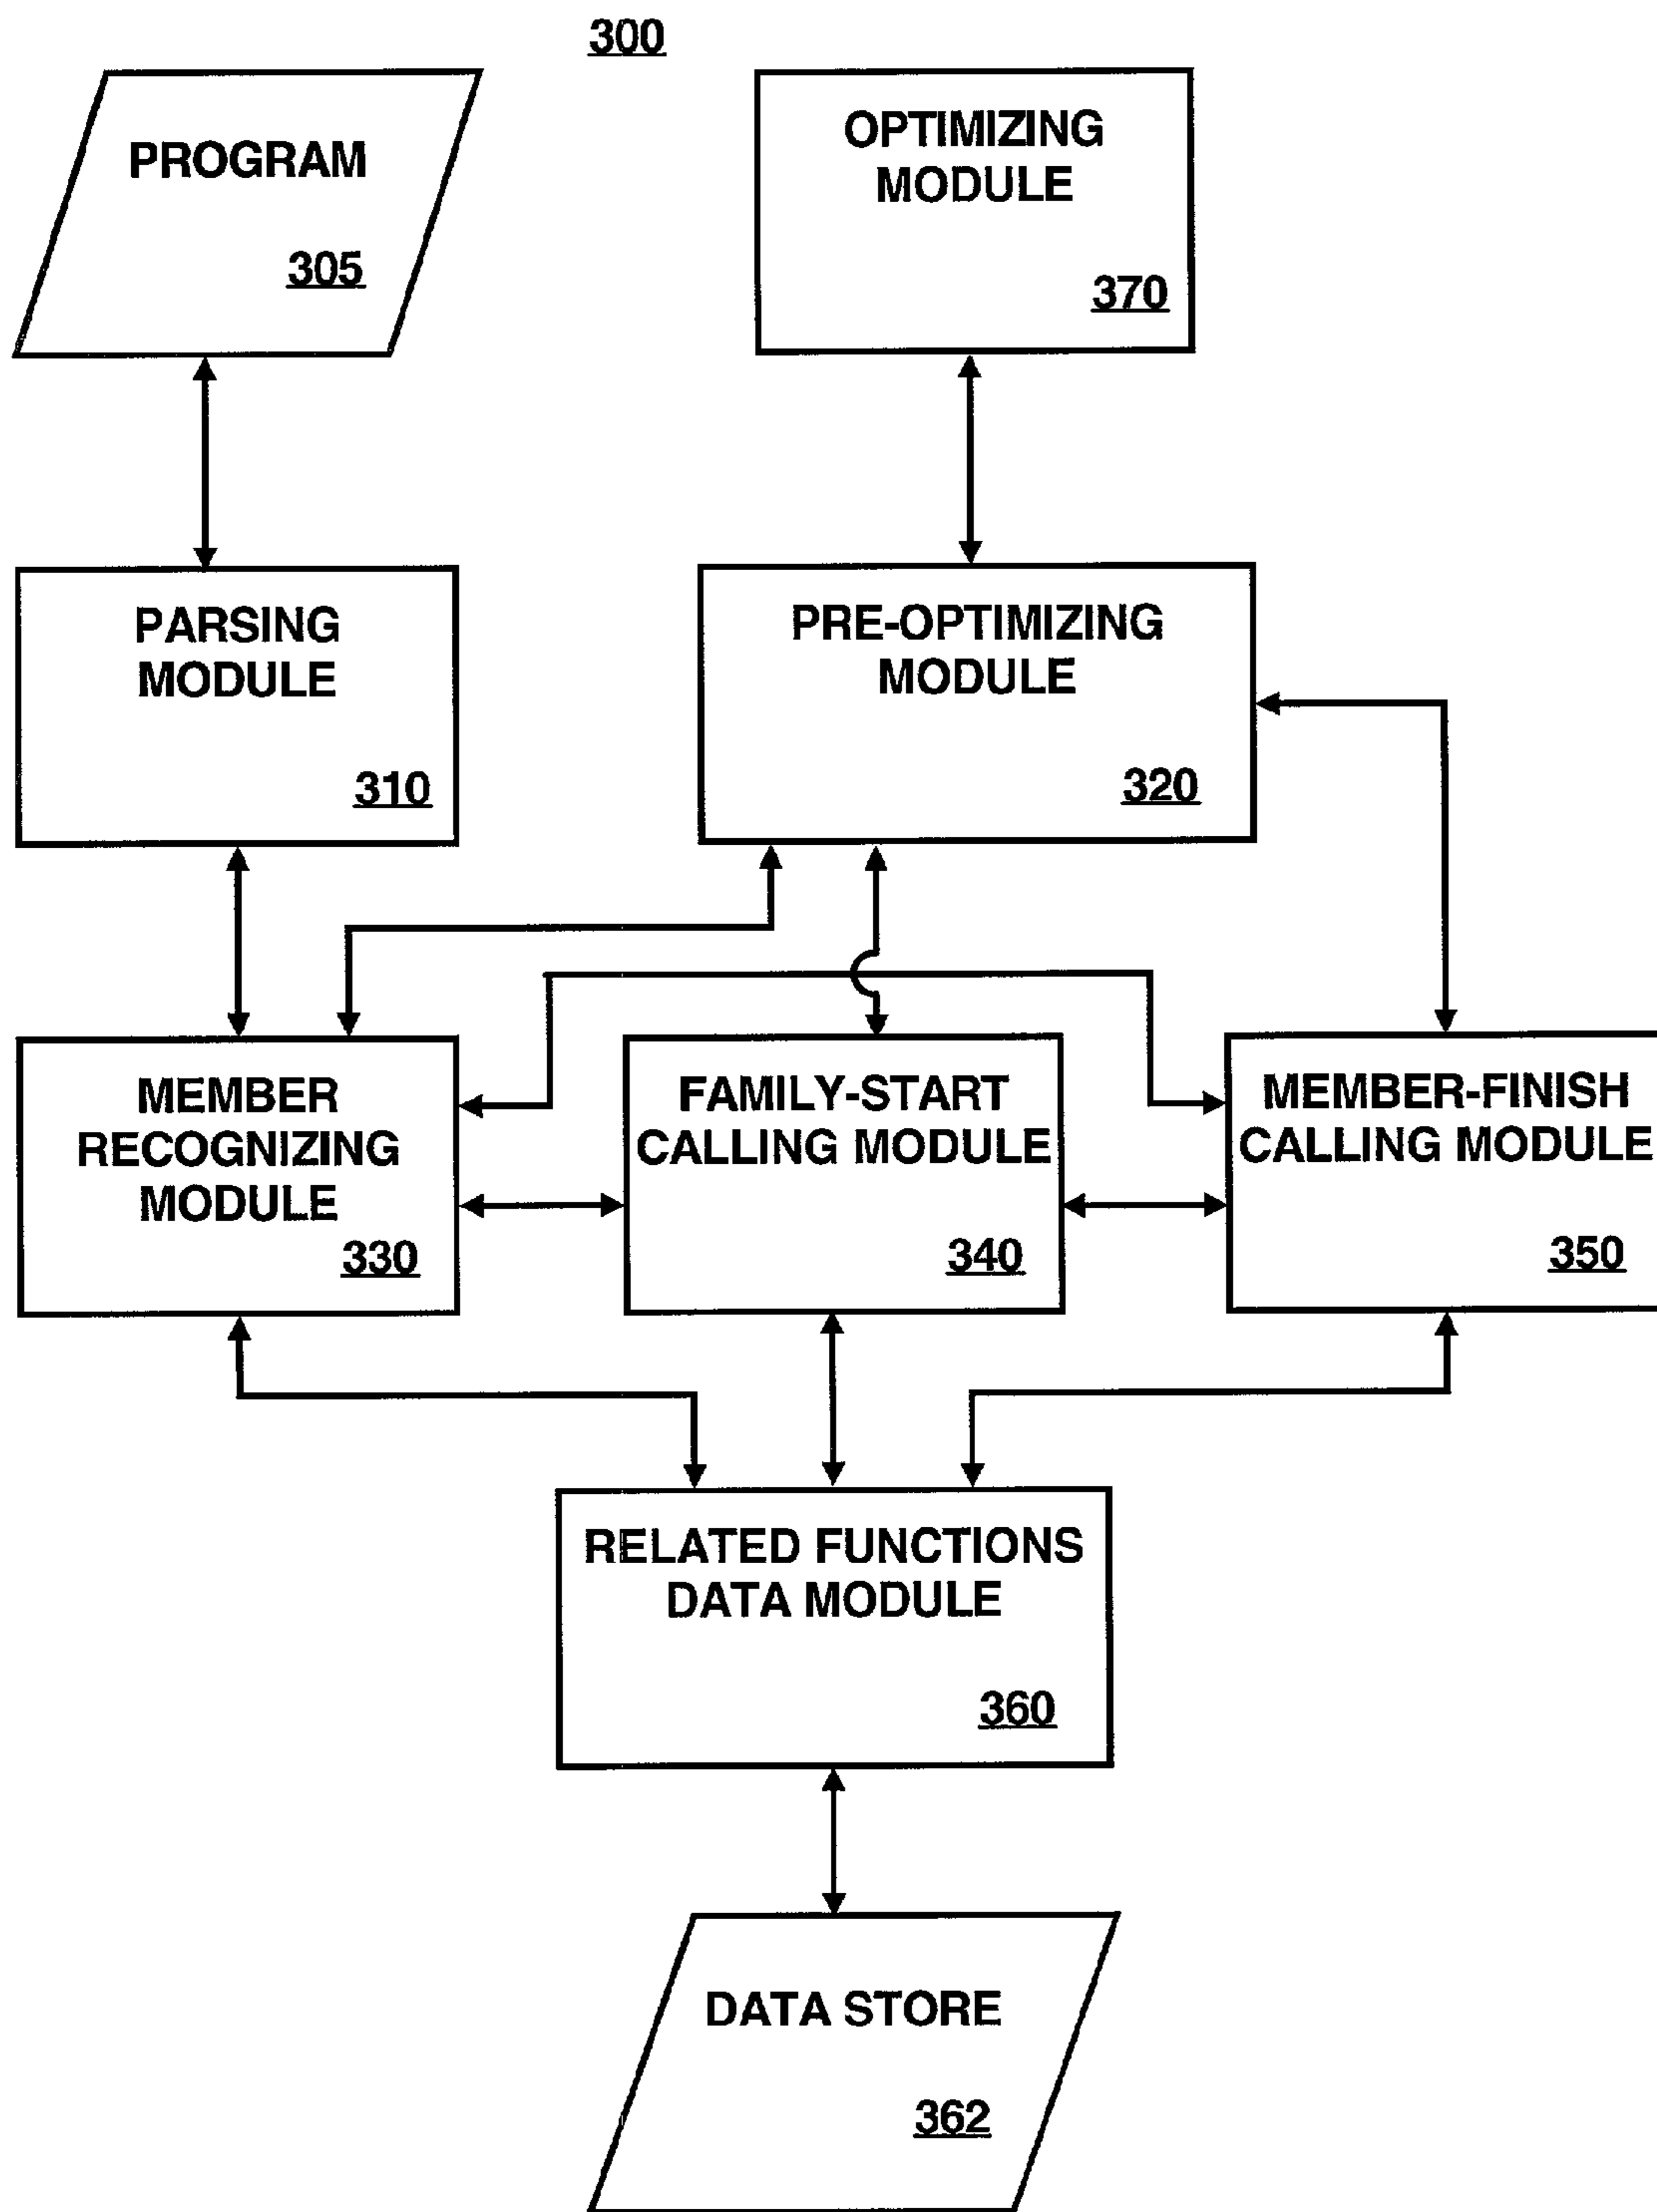 300
PROGRAM
305
OPTIMIZING
MODULE
370
PARSING
MODULE
310
PRE-OPTIMIZING
MODULE
320
MEMBER
RECOGNIZING
MODULE
330
FAMILY-START
CALLING MODULE
340
MEMBER-FINISH
CALLING MODULE
350
RELATED FUNCTIONS
DATA MODULE
360
DATA STORE
362